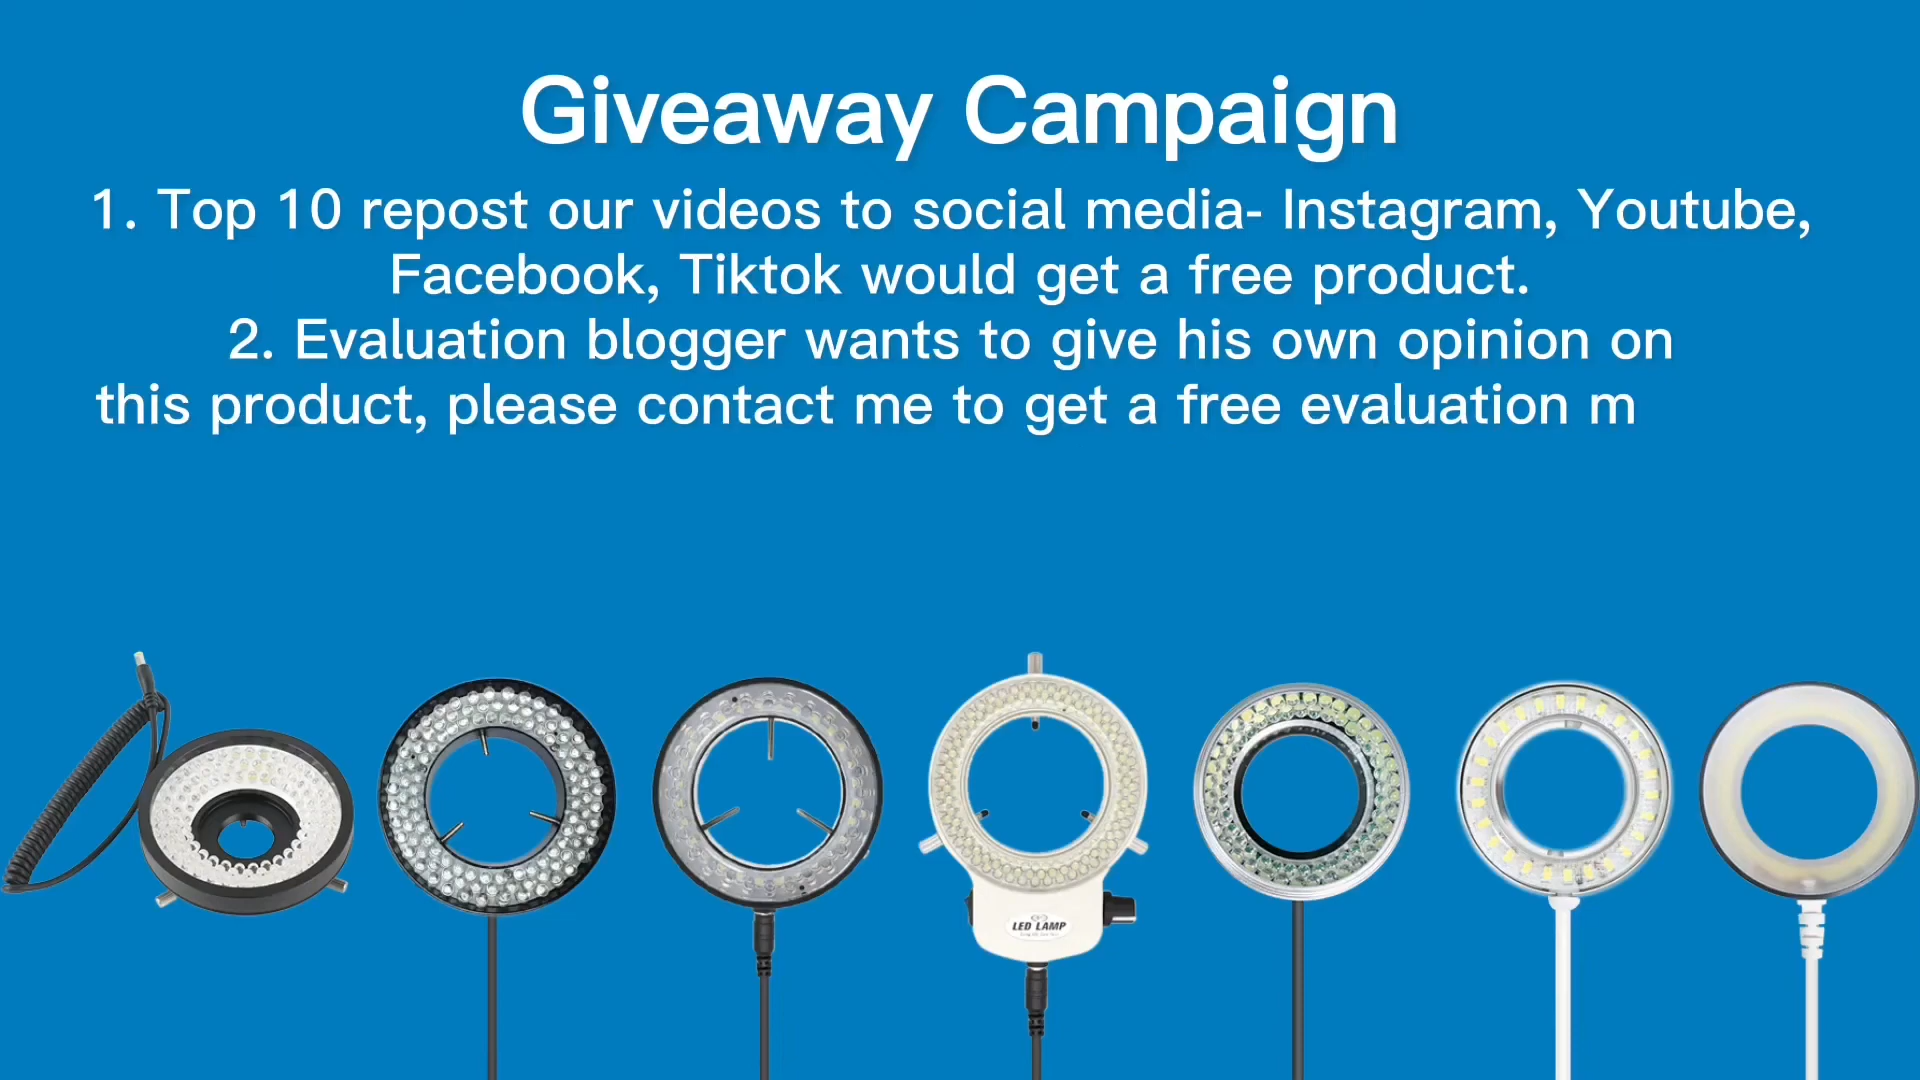 Giveaway Campaign
1. Top 10 repost our videos to social media- Instagram, Youtube,
Facebook, Tiktok would get a free product.
2. Evaluation blogger wants to give his own opinion on
this product, please contact me to get a free evaluation m
LED LAMP